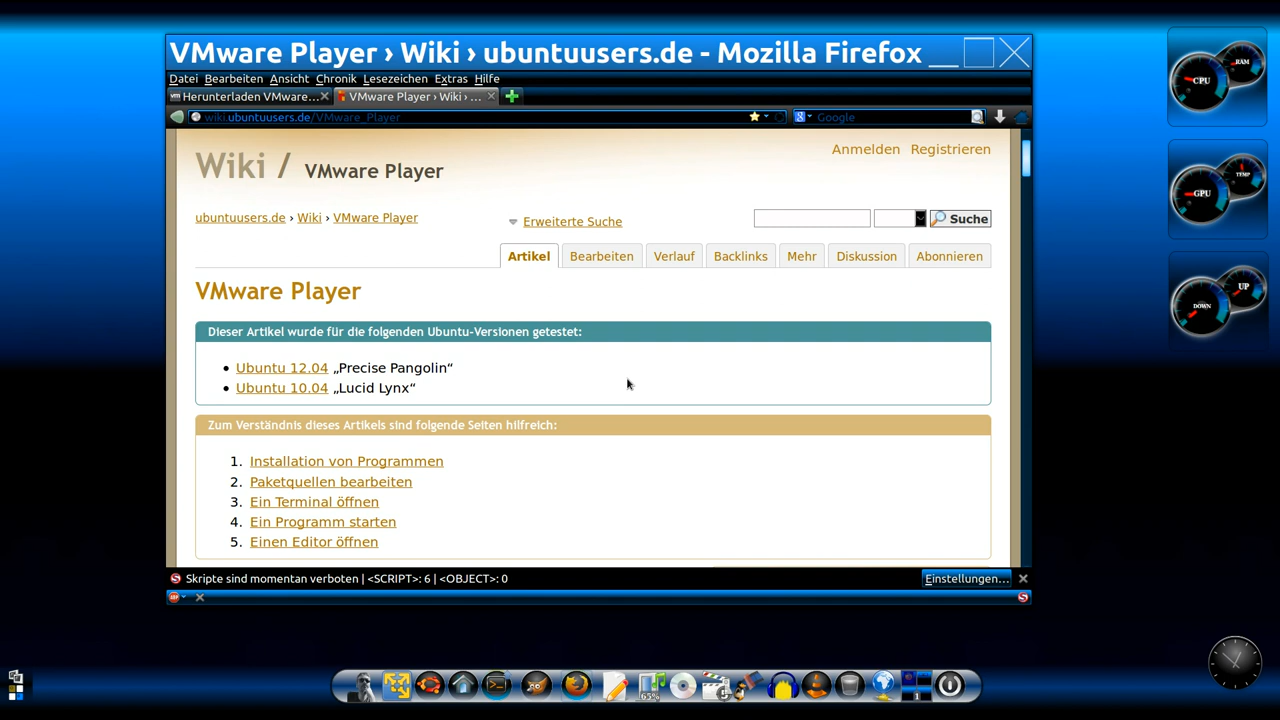 VMware Player › Wiki › ubuntuusers.de - Mozilla Firefox
Datei Bearbeiten Ansicht Chronik Lesezeichen Extras Hilfe
Herunterladen VMware... VMware Player › Wiki › ...
wiki.ubuntuusers.de/VMware_Player Google
Anmelden Registrieren
Wiki / VMware Player
ubuntuusers.de › Wiki › VMware Player Erweiterte Suche Suche
Artikel Bearbeiten Verlauf Backlinks Mehr Diskussion Abonnieren
VMware Player
Dieser Artikel wurde für die folgenden Ubuntu-Versionen getestet:
• Ubuntu 12.04 „Precise Pangolin“
• Ubuntu 10.04 „Lucid Lynx“
Zum Verständnis dieses Artikels sind folgende Seiten hilfreich:
1. Installation von Programmen
2. Paketquellen bearbeiten
3. Ein Terminal öffnen
4. Ein Programm starten
5. Einen Editor öffnen
Skripte sind momentan verboten | <SCRIPT>: 6 | <OBJECT>: 0 Einstellungen...
CPU RAM
GPU TEMP
DOWN UP
65%
1